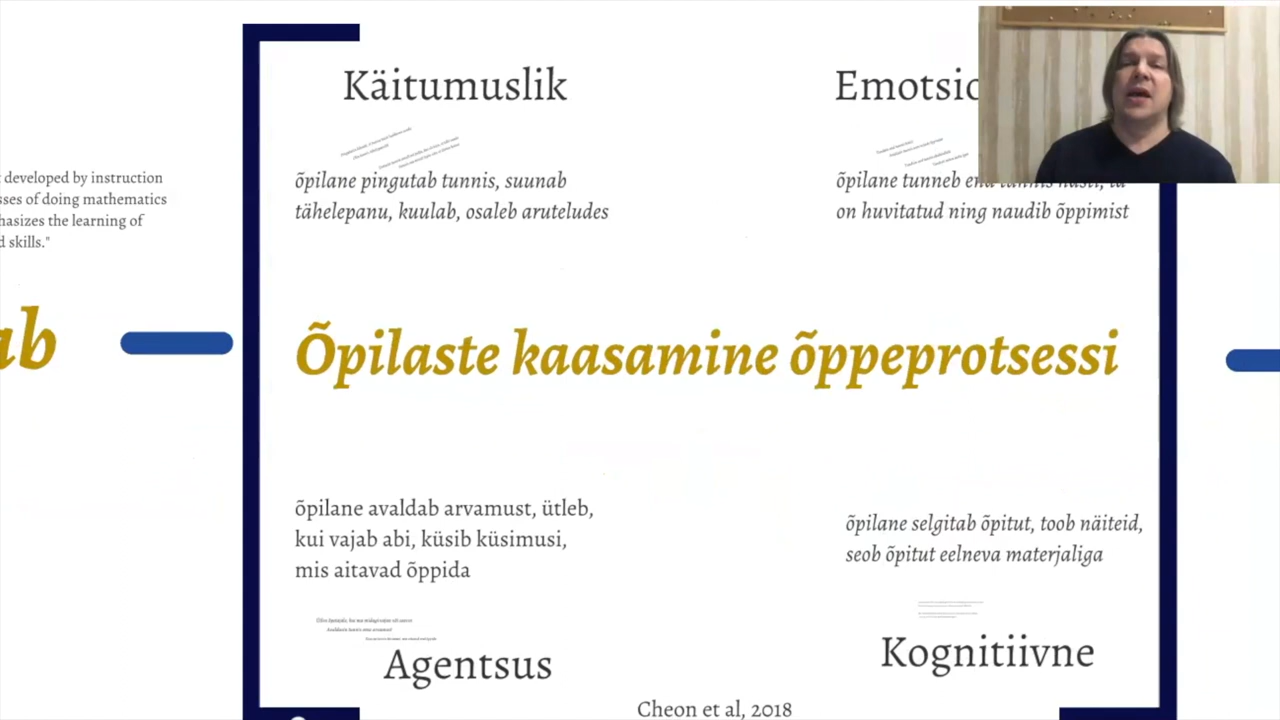 Käitumuslik
õpilane pingutab tunnis, suunab
tähelepanu, kuulab, osaleb aruteludes
Emotsio
õpilane tunneb end tunnis hästi, ta
on huvitatud ning naudib õppimist
t developed by instruction
sses of doing mathematics
hasizes the learning of
d skills."
ab
Õpilaste kaasamine õppeprotsessi
õpilane avaldab arvamust, ütleb,
kui vajab abi, küsib küsimusi,
mis aitavad õppida
Agentsus
õpilane selgitab õpitut, toob näiteid,
seob õpitut eelneva materjaliga
Kognitiivne
Cheon et al, 2018